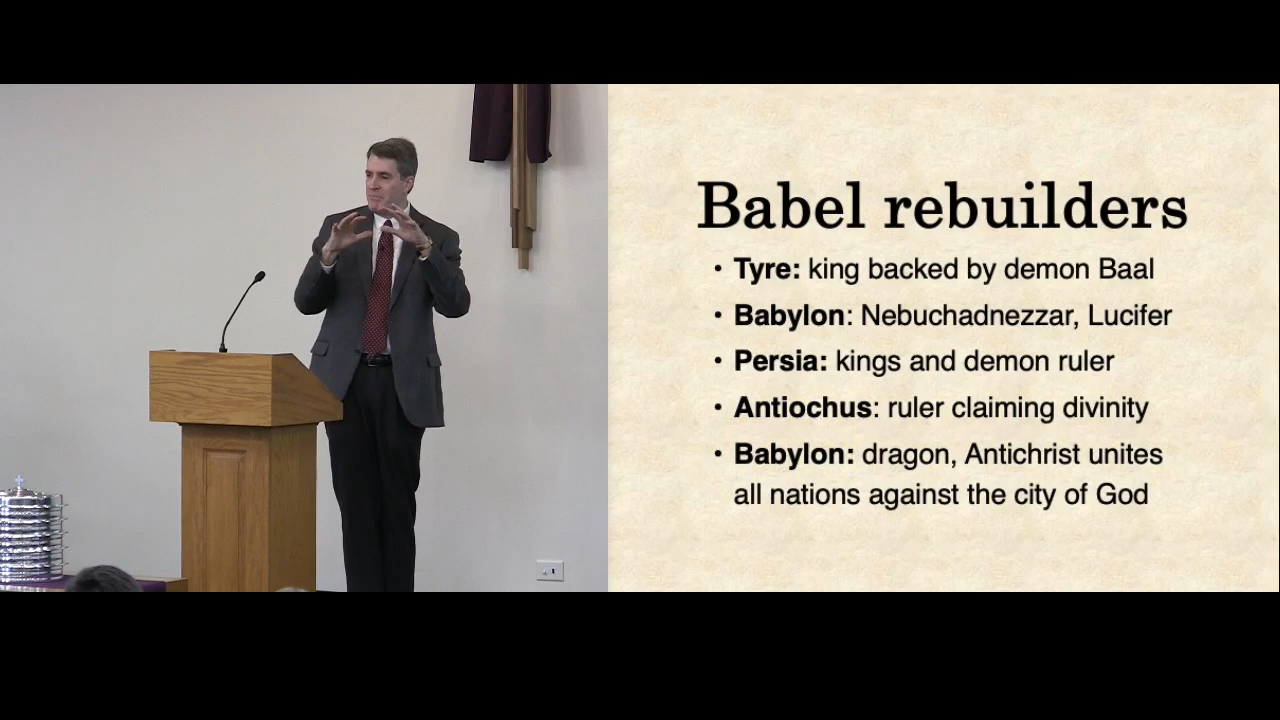 Babel rebuilders
• Tyre: king backed by demon Baal
• Babylon: Nebuchadnezzar, Lucifer
• Persia: kings and demon ruler
• Antiochus: ruler claiming divinity
• Babylon: dragon, Antichrist unites
all nations against the city of God